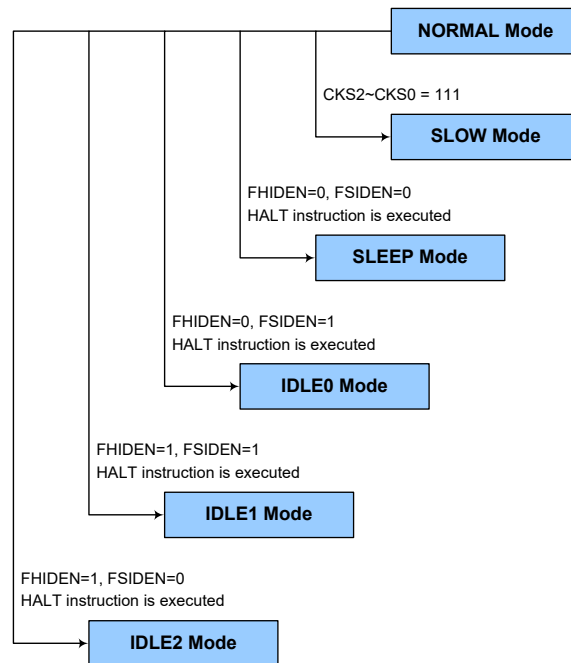 NORMAL Mode
CKS2~CKS0 = 111
SLOW Mode
FHIDEN=0, FSIDEN=0
HALT instruction is executed
SLEEP Mode
FHIDEN=0, FSIDEN=1
HALT instruction is executed
IDLE0 Mode
FHIDEN=1, FSIDEN=1
HALT instruction is executed
IDLE1 Mode
FHIDEN=1, FSIDEN=0
HALT instruction is executed
IDLE2 Mode